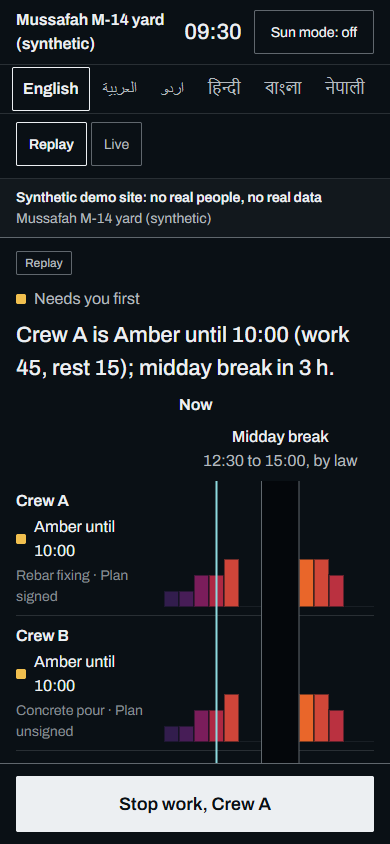 Mussafah M-14 yard
(synthetic)
09:30
Sun mode: off
English
العربية
اردو
हिन्दी
বাংলা
नेपाली
Replay
Live
Synthetic demo site: no real people, no real data
Mussafah M-14 yard (synthetic)
Replay
Needs you first
Crew A is Amber until 10:00 (work
45, rest 15); midday break in 3 h.
Now
Midday break
12:30 to 15:00, by law
Crew A
Amber until
10:00
Rebar fixing · Plan
signed
Crew B
Amber until
10:00
Concrete pour · Plan
unsigned
Stop work, Crew A